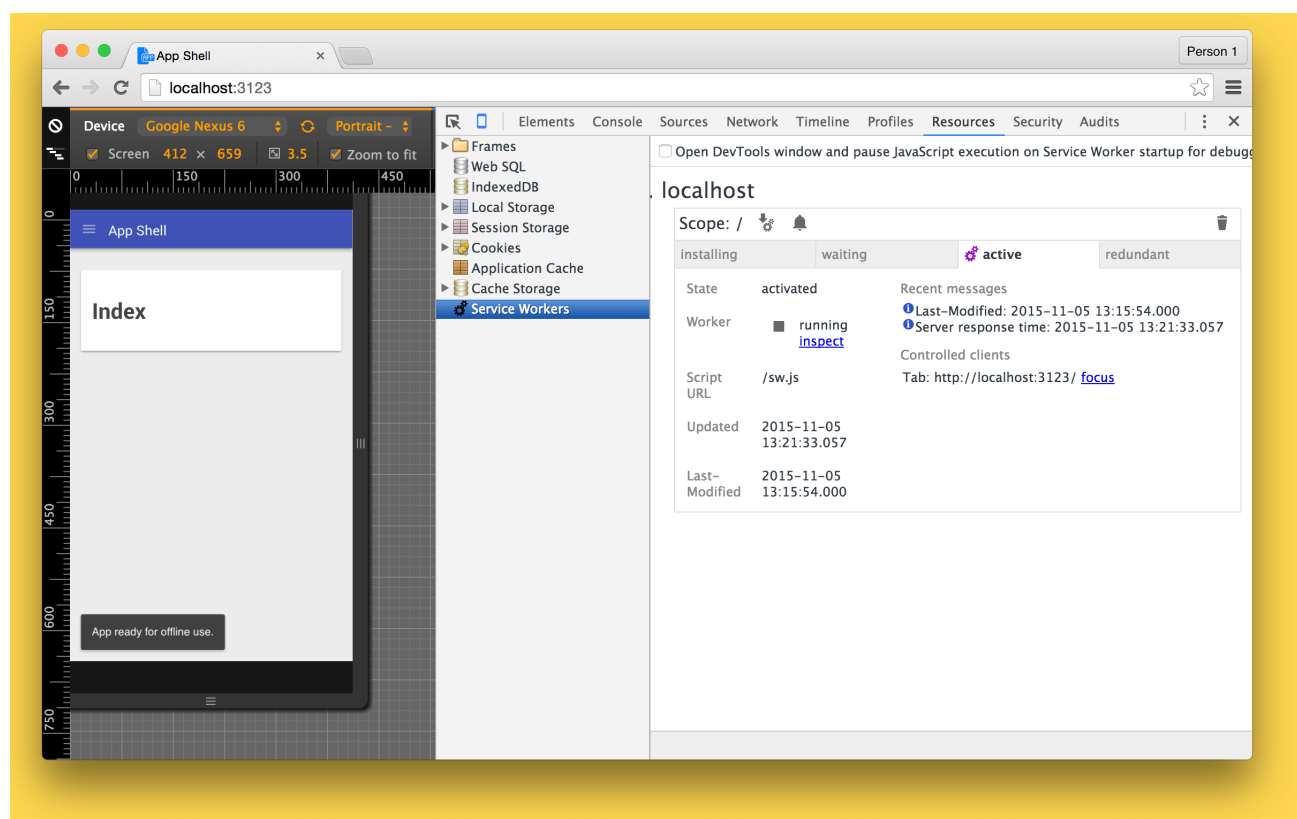 App Shell
Person 1
localhost:3123
Device Google Nexus 6 Portrait –
Screen 412 × 659 3.5 Zoom to fit
0 150 300 450
0
150
300
450
600
750
App Shell
Index
App ready for offline use.
Elements Console Sources Network Timeline Profiles Resources Security Audits
Frames
Web SQL
IndexedDB
Local Storage
Session Storage
Cookies
Application Cache
Cache Storage
Service Workers
Open DevTools window and pause JavaScript execution on Service Worker startup for debugg
localhost
Scope: /
installing waiting active redundant
State activated
Worker running
inspect
Script URL /sw.js
Updated 2015-11-05
13:21:33.057
Last-
Modified 2015-11-05
13:15:54.000
Recent messages
Last-Modified: 2015-11-05 13:15:54.000
Server response time: 2015-11-05 13:21:33.057
Controlled clients
Tab: http://localhost:3123/ focus